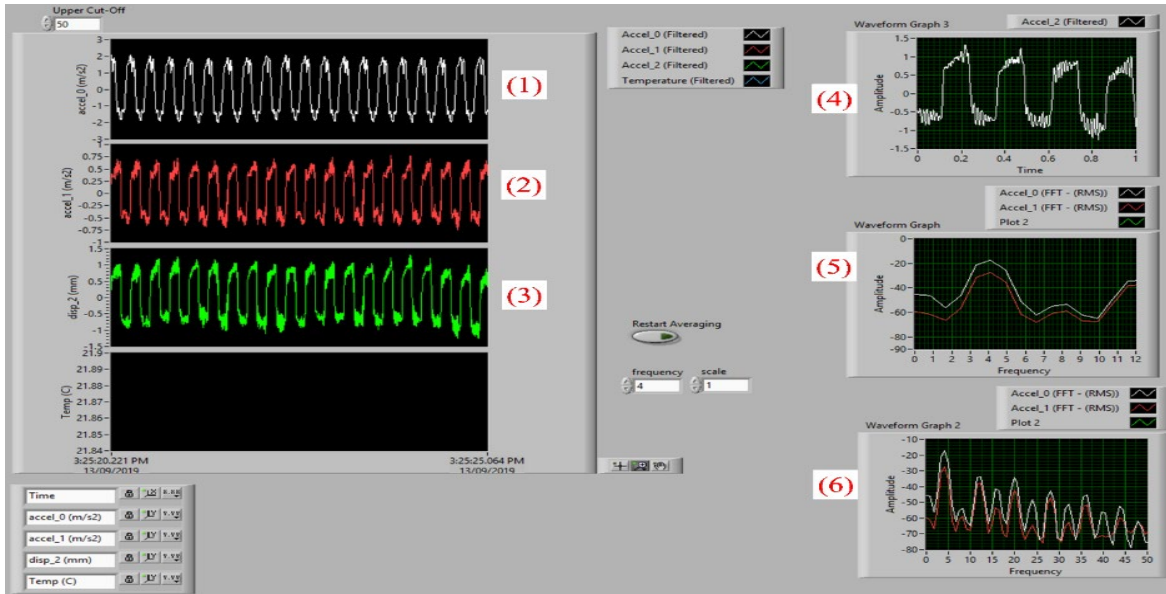 Upper Cut-Off
50
3
2
1
0
-1
-2
-3
accel_0 (m/s2)
(1)
1
0.75
0.5
0.25
0
-0.25
-0.5
-0.75
-1
accel_1 (m/s2)
(2)
1.5
1
0.5
0
-0.5
-1
-1.5
disp_2 (mm)
(3)
21.9
21.89
21.88
21.87
21.86
21.85
21.84
Temp (C)
3:25:20.221 PM
13/09/2019
3:25:25.064 PM
13/09/2019
Accel_0 (Filtered)
Accel_1 (Filtered)
Accel_2 (Filtered)
Temperature (Filtered)
Restart Averaging
frequency
4
scale
1
Time
accel_0 (m/s2)
accel_1 (m/s2)
disp_2 (mm)
Temp (C)
Waveform Graph 3
Accel_2 (Filtered)
(4)
1.5
1
0.5
0
-0.5
-1
-1.5
Amplitude
0 0.2 0.4 0.6 0.8 1
Time
Accel_0 (FFT - (RMS))
Accel_1 (FFT - (RMS))
Plot 2
Waveform Graph
(5)
0
-20
-40
-60
-80
-90
Amplitude
0 1 2 3 4 5 6 7 8 9 10 11 12
Frequency
Accel_0 (FFT - (RMS))
Accel_1 (FFT - (RMS))
Plot 2
Waveform Graph 2
(6)
-10
-20
-30
-40
-50
-60
-70
-80
Amplitude
0 5 10 15 20 25 30 35 40 45 50
Frequency